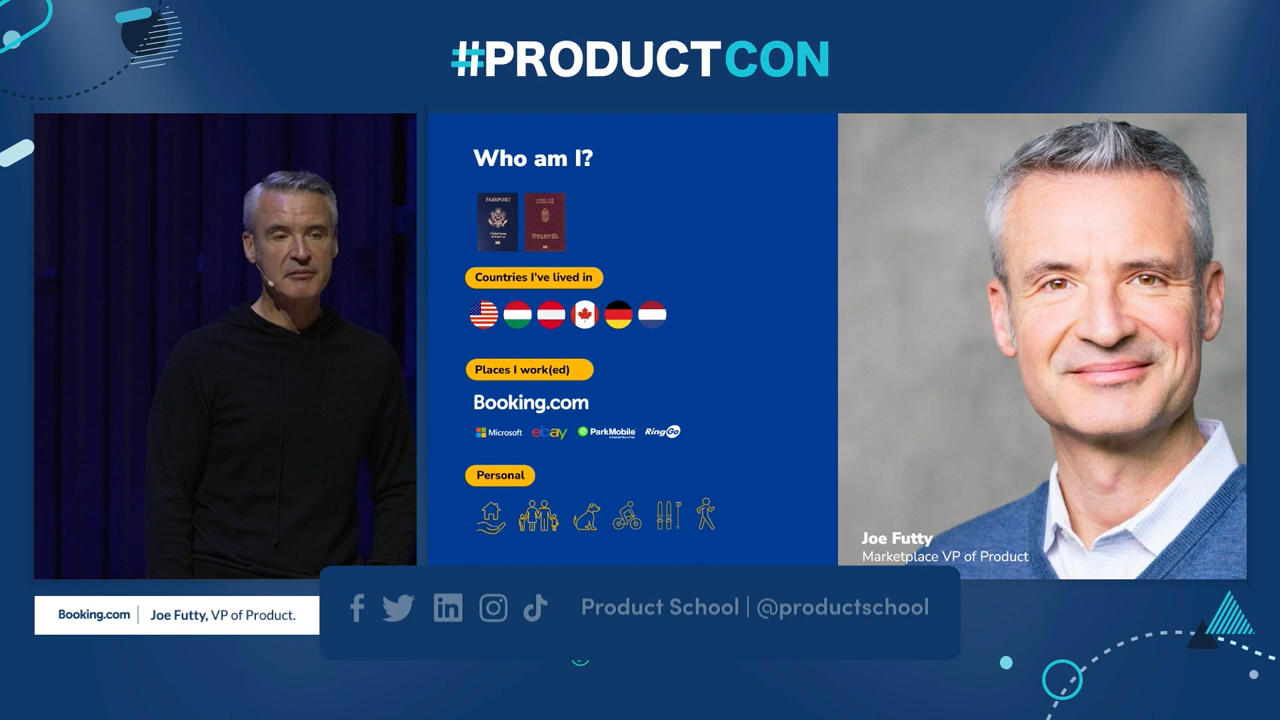 #PRODUCTCON
Who am I?
PASSPORT
Countries I've lived in
Places I work(ed)
Booking.com
Microsoft
ebay
ParkMobile
RingGo
Personal
Joe Futty
Marketplace VP of Product
Booking.com | Joe Futty, VP of Product.
Product School | @productschool